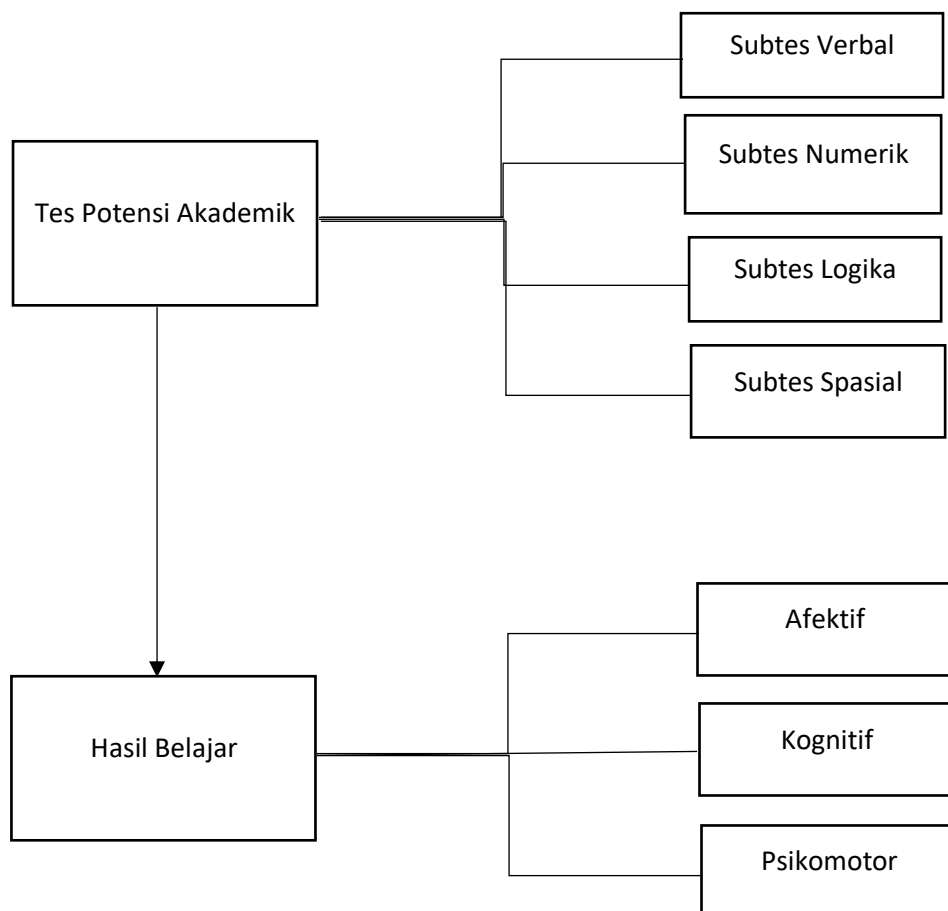 Subtes Verbal
Subtes Numerik
Tes Potensi Akademik
Subtes Logika
Subtes Spasial
Afektif
Hasil Belajar
Kognitif
Psikomotor